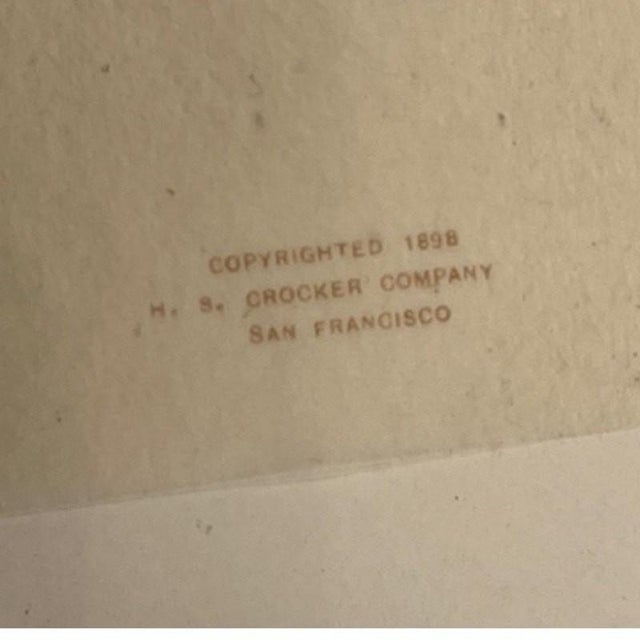 COPYRIGHTED 1898
H. S. CROCKER COMPANY
SAN FRANCISCO